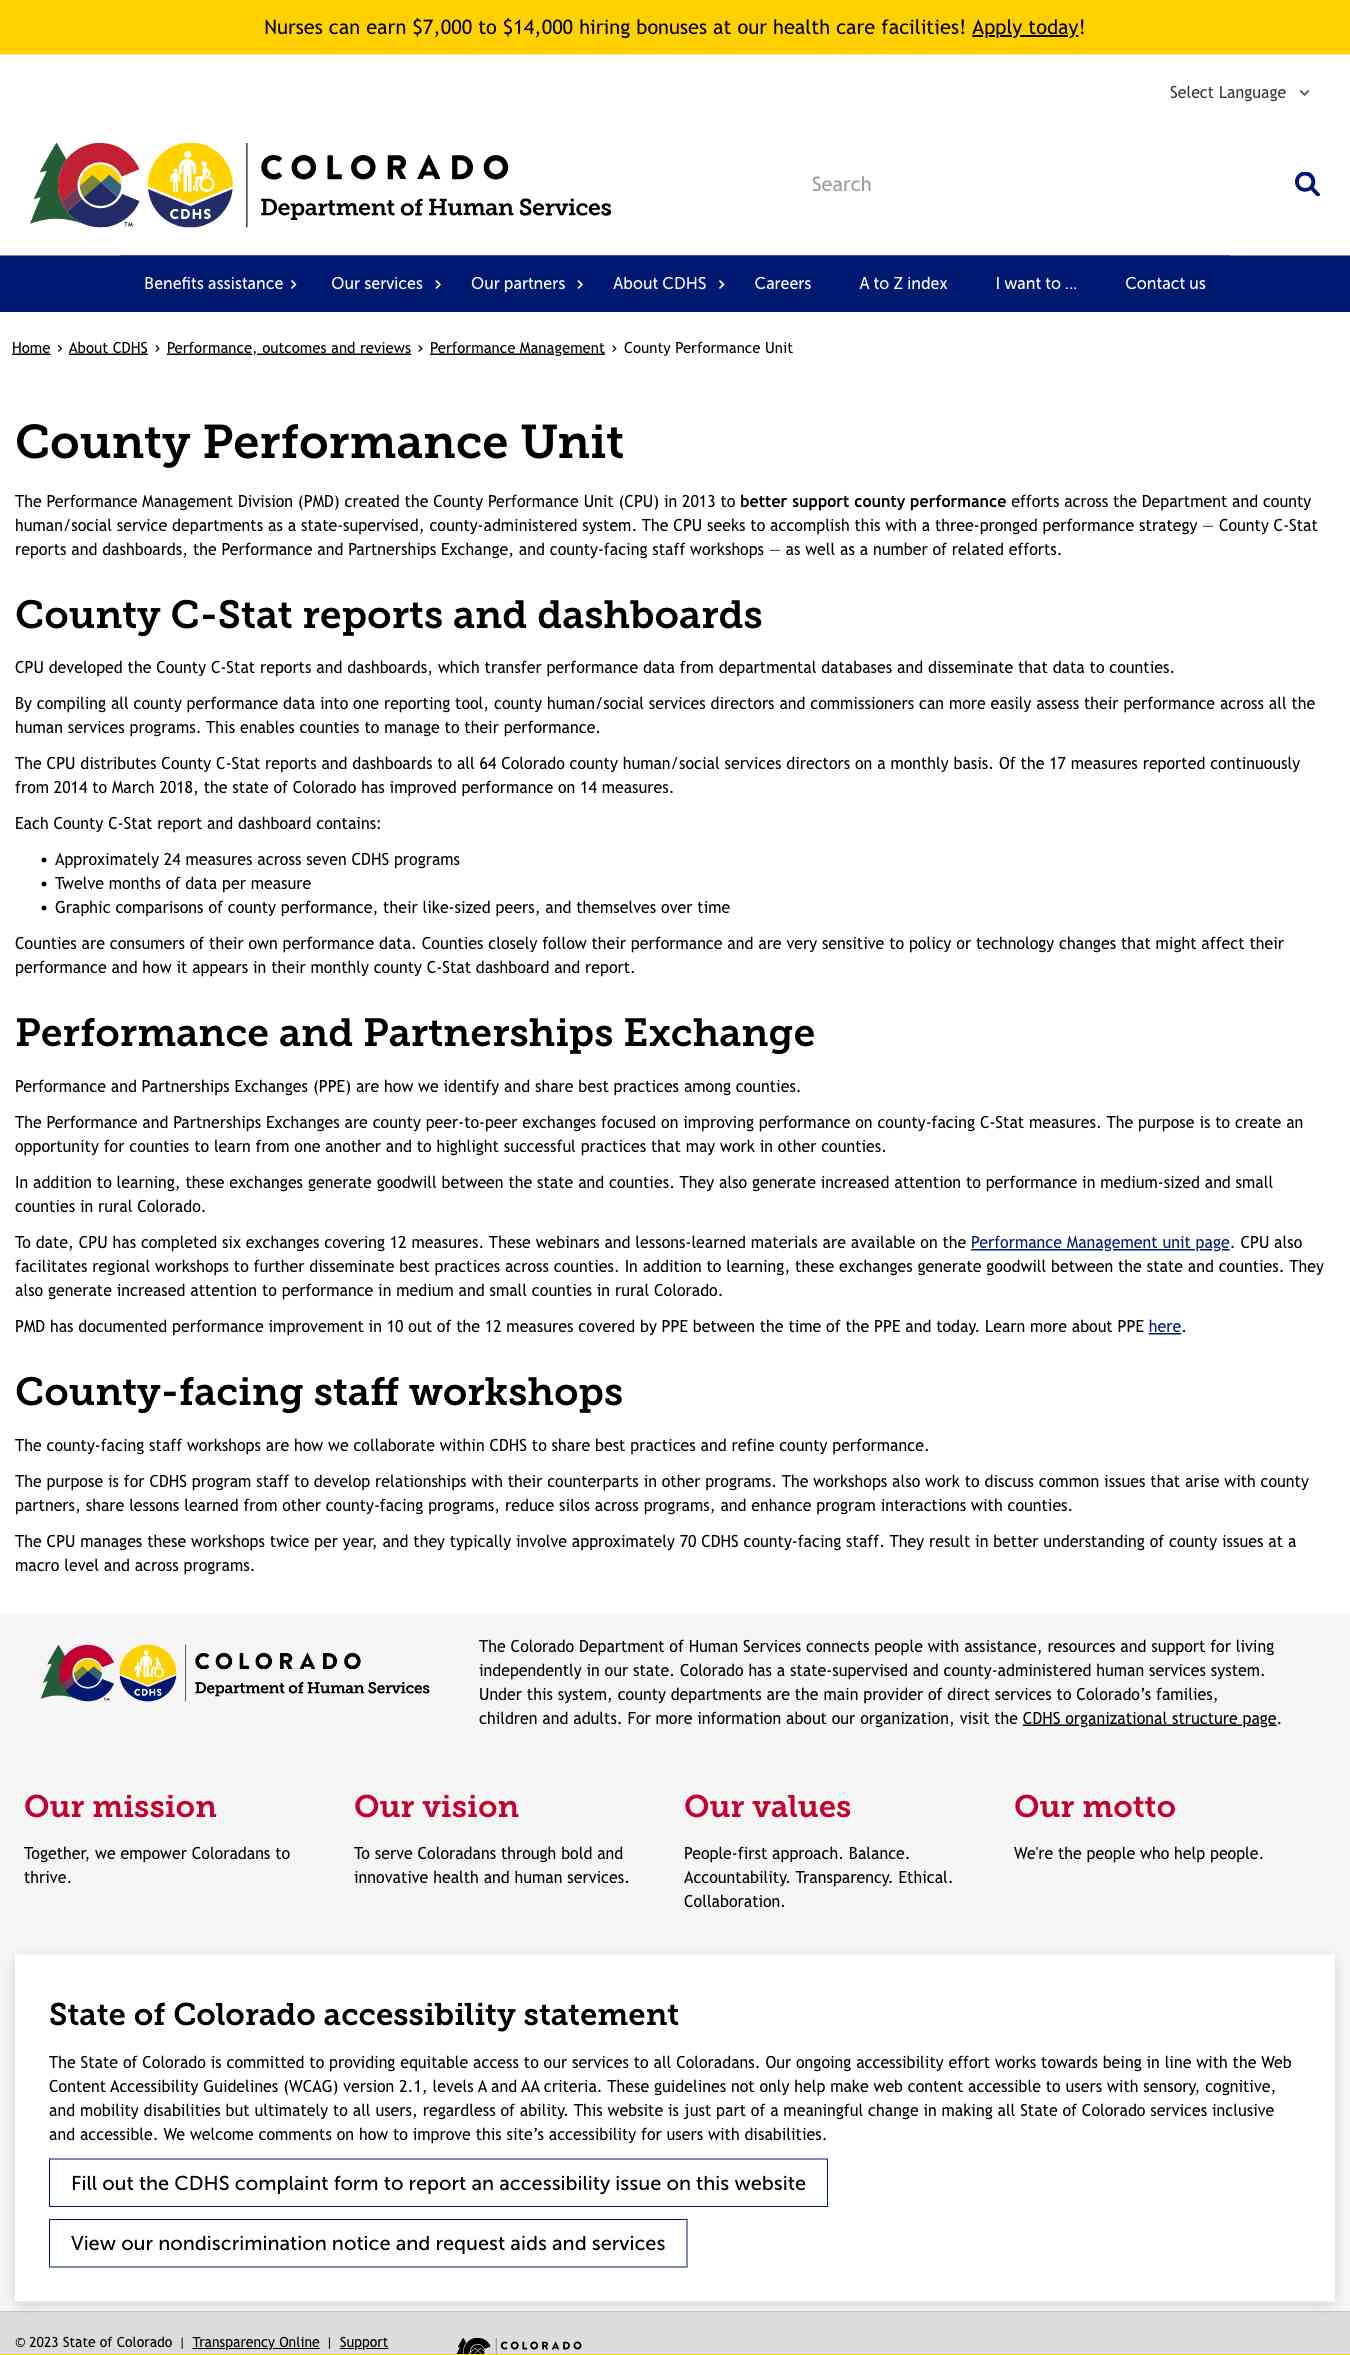 Nurses can earn $7,000 to $14,000 hiring bonuses at our health care facilities! Apply today!
Select Language
CDHS
TM
COLORADO
Department of Human Services
Search
Benefits assistance › Our services › Our partners › About CDHS › Careers A to Z index I want to ... Contact us
Home › About CDHS › Performance, outcomes and reviews › Performance Management › County Performance Unit
County Performance Unit
The Performance Management Division (PMD) created the County Performance Unit (CPU) in 2013 to better support county performance efforts across the Department and county
human/social service departments as a state-supervised, county-administered system. The CPU seeks to accomplish this with a three-pronged performance strategy — County C-Stat
reports and dashboards, the Performance and Partnerships Exchange, and county-facing staff workshops — as well as a number of related efforts.
County C-Stat reports and dashboards
CPU developed the County C-Stat reports and dashboards, which transfer performance data from departmental databases and disseminate that data to counties.
By compiling all county performance data into one reporting tool, county human/social services directors and commissioners can more easily assess their performance across all the
human services programs. This enables counties to manage to their performance.
The CPU distributes County C-Stat reports and dashboards to all 64 Colorado county human/social services directors on a monthly basis. Of the 17 measures reported continuously
from 2014 to March 2018, the state of Colorado has improved performance on 14 measures.
Each County C-Stat report and dashboard contains:
• Approximately 24 measures across seven CDHS programs
• Twelve months of data per measure
• Graphic comparisons of county performance, their like-sized peers, and themselves over time
Counties are consumers of their own performance data. Counties closely follow their performance and are very sensitive to policy or technology changes that might affect their
performance and how it appears in their monthly county C-Stat dashboard and report.
Performance and Partnerships Exchange
Performance and Partnerships Exchanges (PPE) are how we identify and share best practices among counties.
The Performance and Partnerships Exchanges are county peer-to-peer exchanges focused on improving performance on county-facing C-Stat measures. The purpose is to create an
opportunity for counties to learn from one another and to highlight successful practices that may work in other counties.
In addition to learning, these exchanges generate goodwill between the state and counties. They also generate increased attention to performance in medium-sized and small
counties in rural Colorado.
To date, CPU has completed six exchanges covering 12 measures. These webinars and lessons-learned materials are available on the Performance Management unit page. CPU also
facilitates regional workshops to further disseminate best practices across counties. In addition to learning, these exchanges generate goodwill between the state and counties. They
also generate increased attention to performance in medium and small counties in rural Colorado.
PMD has documented performance improvement in 10 out of the 12 measures covered by PPE between the time of the PPE and today. Learn more about PPE here.
County-facing staff workshops
The county-facing staff workshops are how we collaborate within CDHS to share best practices and refine county performance.
The purpose is for CDHS program staff to develop relationships with their counterparts in other programs. The workshops also work to discuss common issues that arise with county
partners, share lessons learned from other county-facing programs, reduce silos across programs, and enhance program interactions with counties.
The CPU manages these workshops twice per year, and they typically involve approximately 70 CDHS county-facing staff. They result in better understanding of county issues at a
macro level and across programs.
CDHS
COLORADO
Department of Human Services
The Colorado Department of Human Services connects people with assistance, resources and support for living
independently in our state. Colorado has a state-supervised and county-administered human services system.
Under this system, county departments are the main provider of direct services to Colorado’s families,
children and adults. For more information about our organization, visit the CDHS organizational structure page.
Our mission
Together, we empower Coloradans to
thrive.
Our vision
To serve Coloradans through bold and
innovative health and human services.
Our values
People-first approach. Balance.
Accountability. Transparency. Ethical.
Collaboration.
Our motto
We're the people who help people.
State of Colorado accessibility statement
The State of Colorado is committed to providing equitable access to our services to all Coloradans. Our ongoing accessibility effort works towards being in line with the Web
Content Accessibility Guidelines (WCAG) version 2.1, levels A and AA criteria. These guidelines not only help make web content accessible to users with sensory, cognitive,
and mobility disabilities but ultimately to all users, regardless of ability. This website is just part of a meaningful change in making all State of Colorado services inclusive
and accessible. We welcome comments on how to improve this site’s accessibility for users with disabilities.
Fill out the CDHS complaint form to report an accessibility issue on this website
View our nondiscrimination notice and request aids and services
© 2023 State of Colorado | Transparency Online | Support
COLORADO